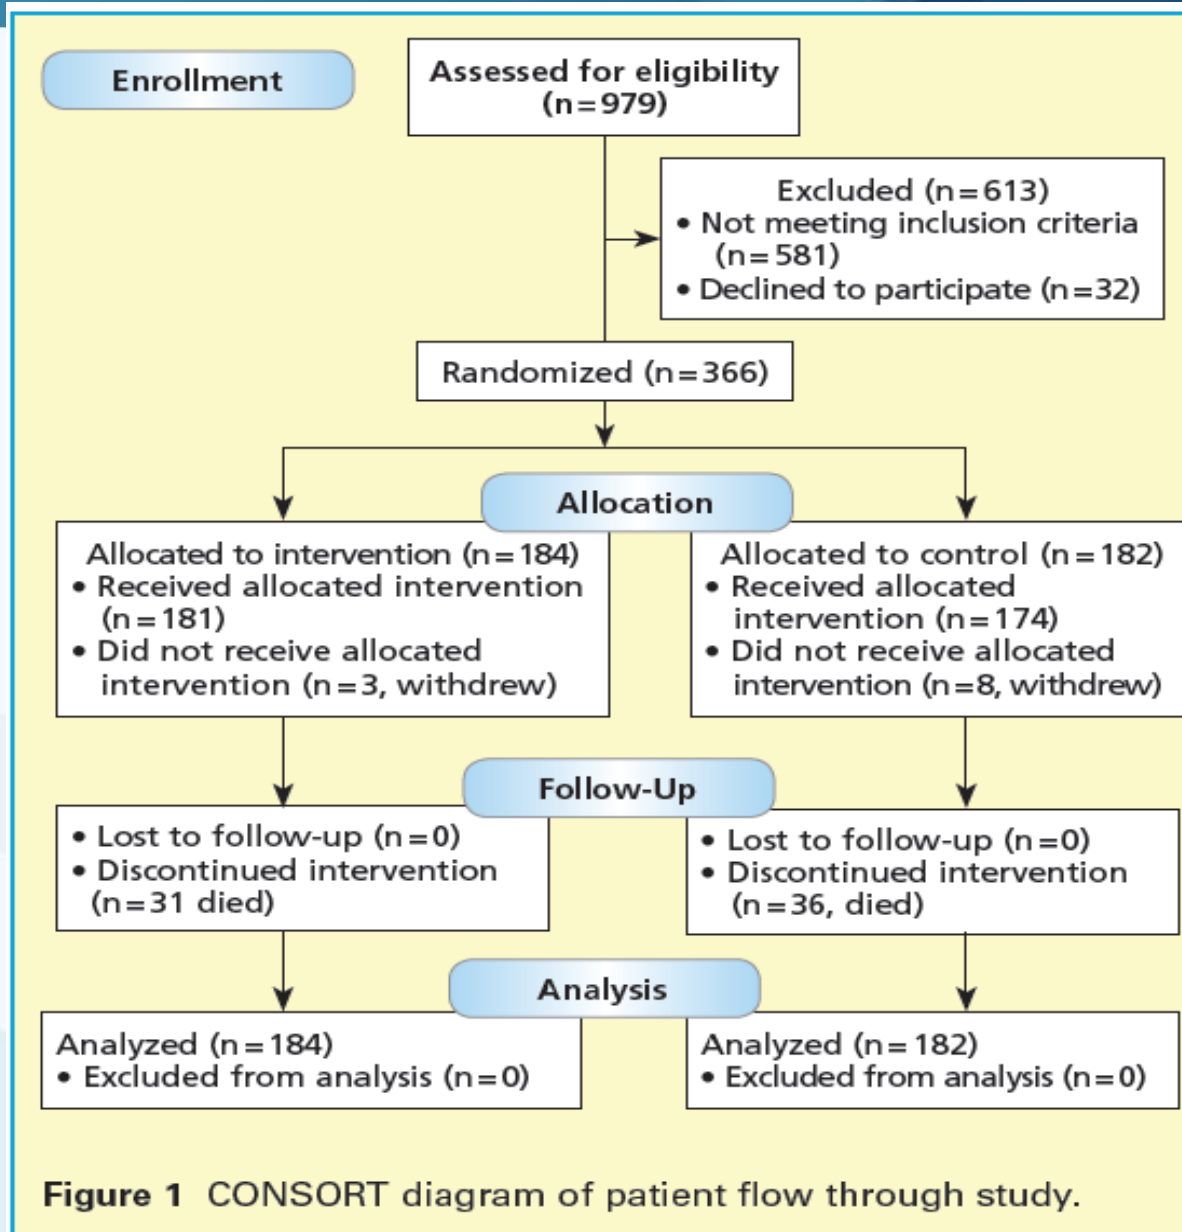 Enrollment
Assessed for eligibility
(n=979)
Excluded (n=613)
• Not meeting inclusion criteria
(n=581)
• Declined to participate (n=32)
Randomized (n=366)
Allocation
Allocated to intervention (n=184)
• Received allocated intervention
(n=181)
• Did not receive allocated
intervention (n=3, withdrew)
Allocated to control (n=182)
• Received allocated
intervention (n=174)
• Did not receive allocated
intervention (n=8, withdrew)
Follow-Up
• Lost to follow-up (n=0)
• Discontinued intervention
(n=31 died)
• Lost to follow-up (n=0)
• Discontinued intervention
(n=36, died)
Analysis
Analyzed (n=184)
• Excluded from analysis (n=0)
Analyzed (n=182)
• Excluded from analysis (n=0)
Figure 1 CONSORT diagram of patient flow through study.